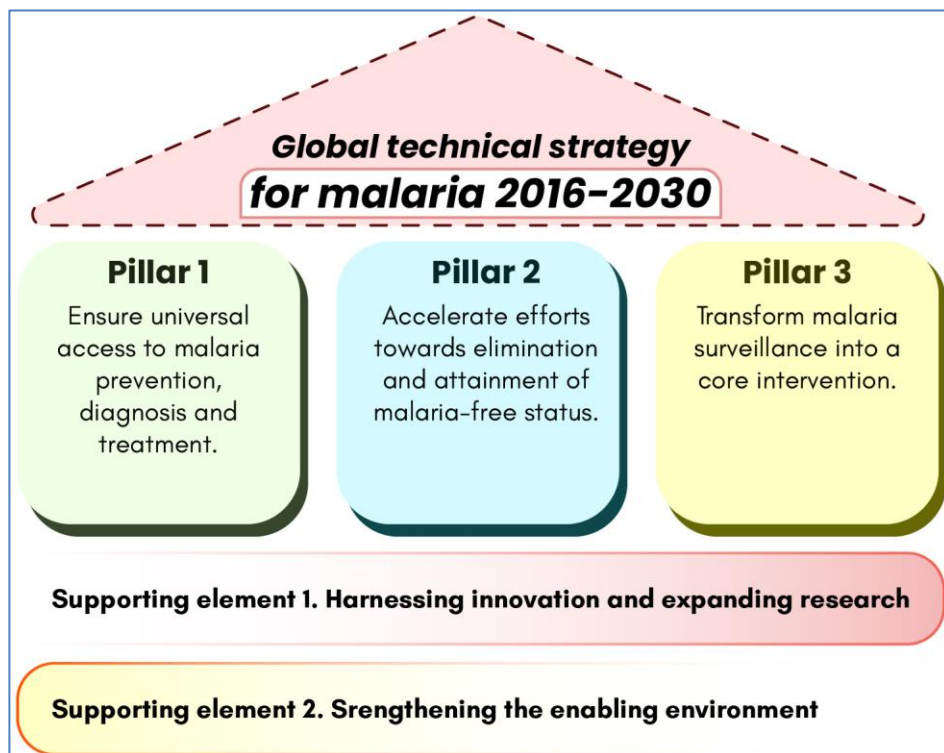 Global technical strategy
for malaria 2016-2030
Pillar 1
Ensure universal
access to malaria
prevention,
diagnosis and
treatment.
Pillar 2
Accelerate efforts
towards elimination
and attainment of
malaria-free status.
Pillar 3
Transform malaria
surveillance into a
core intervention.
Supporting element 1. Harnessing innovation and expanding research
Supporting element 2. Srengthening the enabling environment